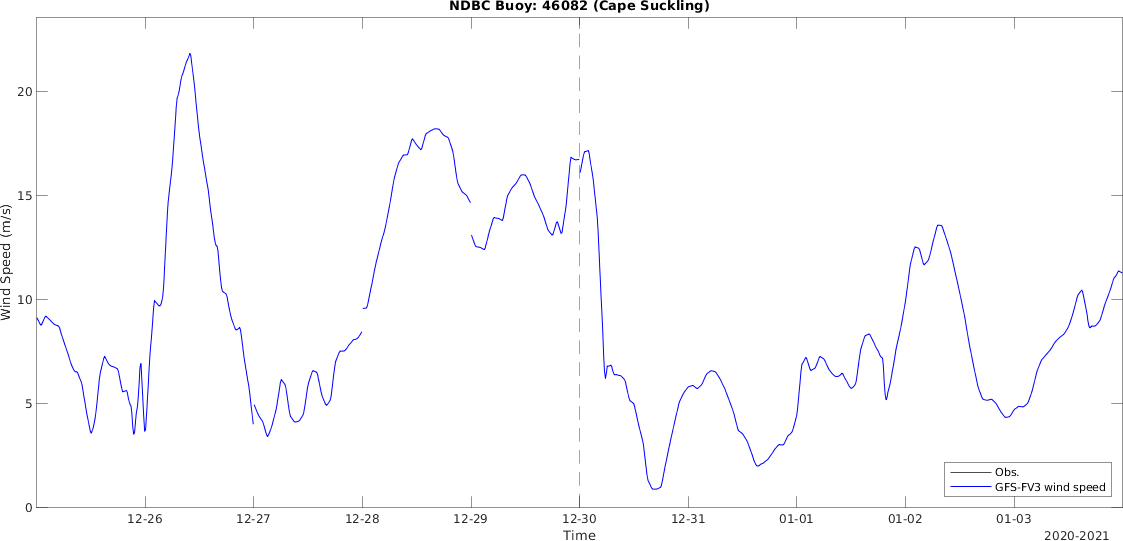 NDBC Buoy: 46082 (Cape Suckling)
Wind Speed (m/s)
20
15
10
5
0
12-26 12-27 12-28 12-29 12-30 12-31 01-01 01-02 01-03
Time
2020-2021
Obs.
GFS-FV3 wind speed